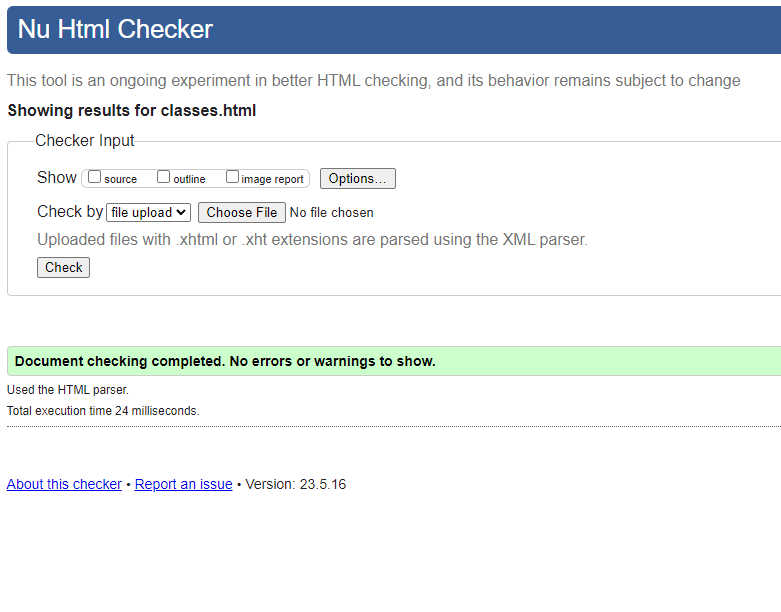 Nu Html Checker
This tool is an ongoing experiment in better HTML checking, and its behavior remains subject to change
Showing results for classes.html
Checker Input
Show source outline image report Options...
Check by file upload Choose File No file chosen
Uploaded files with .xhtml or .xht extensions are parsed using the XML parser.
Check
Document checking completed. No errors or warnings to show.
Used the HTML parser.
Total execution time 24 milliseconds.
About this checker • Report an issue • Version: 23.5.16